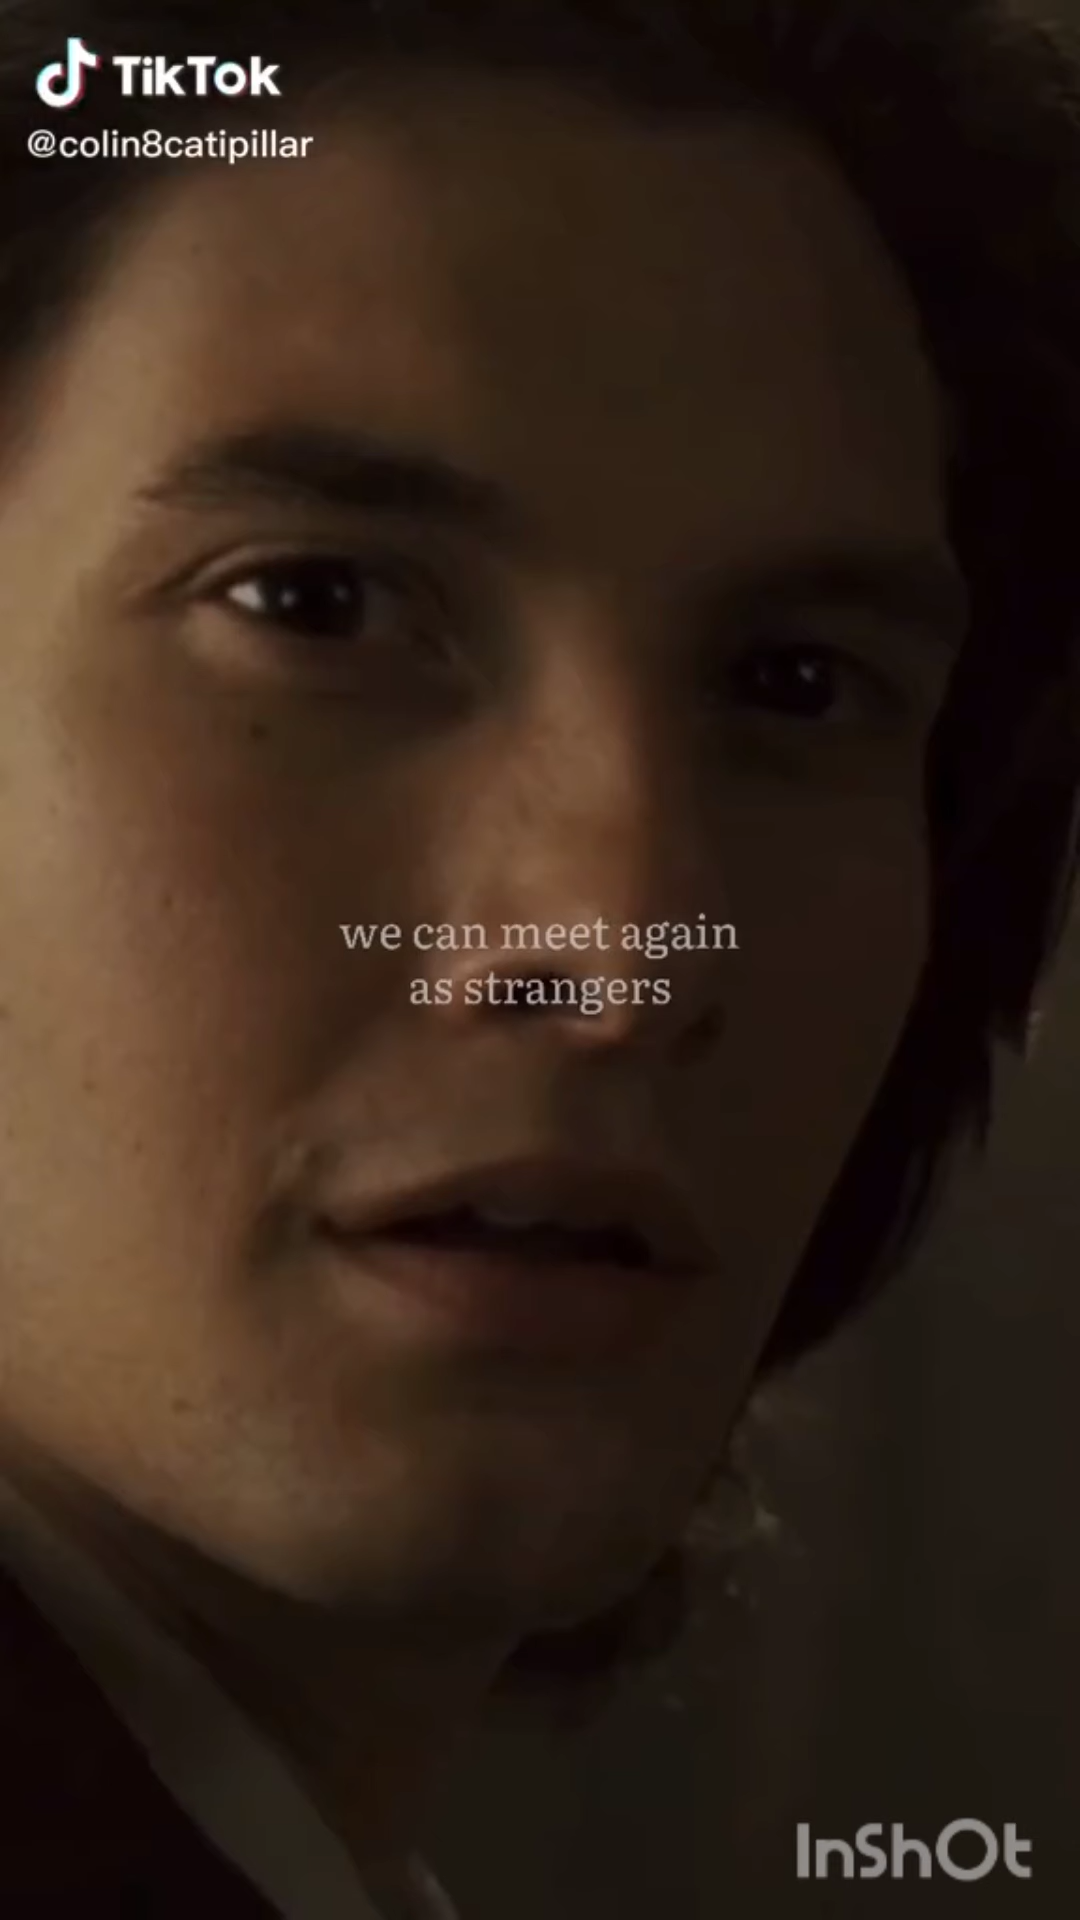 TikTok
@colin8catipillar
we can meet again
as strangers
InShOt